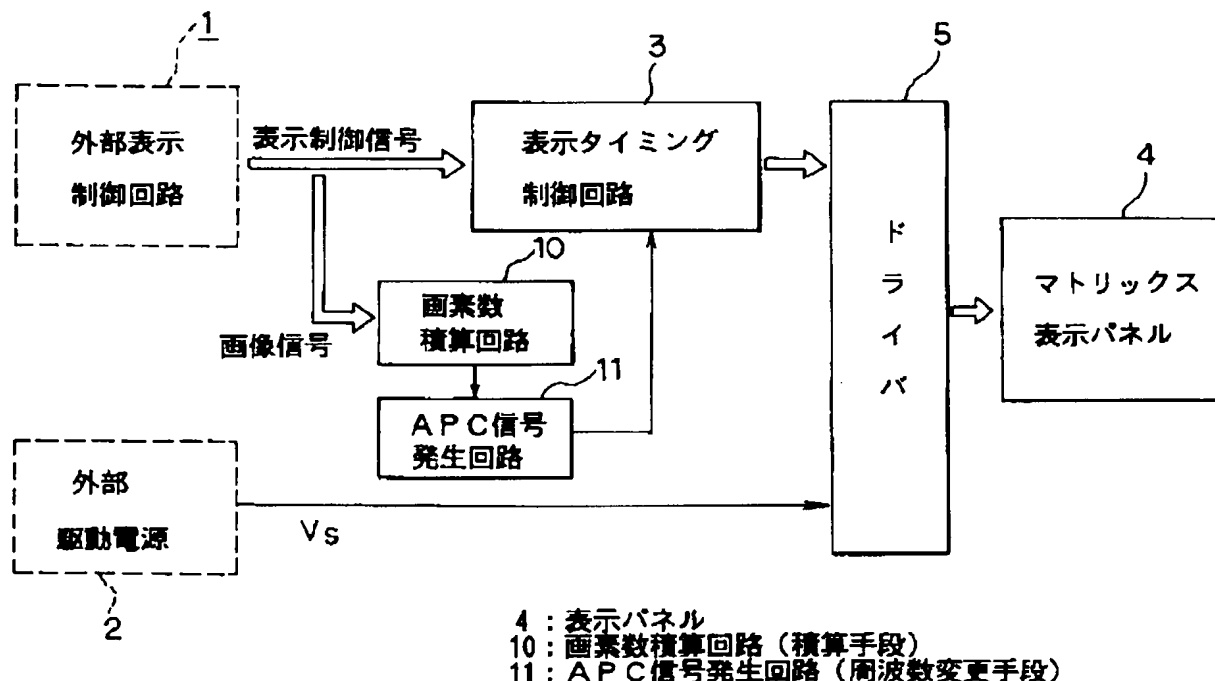 1
外部表示
制御回路
表示制御信号
3
表示タイミング
制御回路
5
ドライバ
4
マトリックス
表示パネル
画像信号
10
画素数
積算回路
11
APC信号
発生回路
外部
駆動電源
2
Vs
4：表示パネル
10：画素数積算回路（積算手段）
11：APC信号発生回路（周波数変更手段）